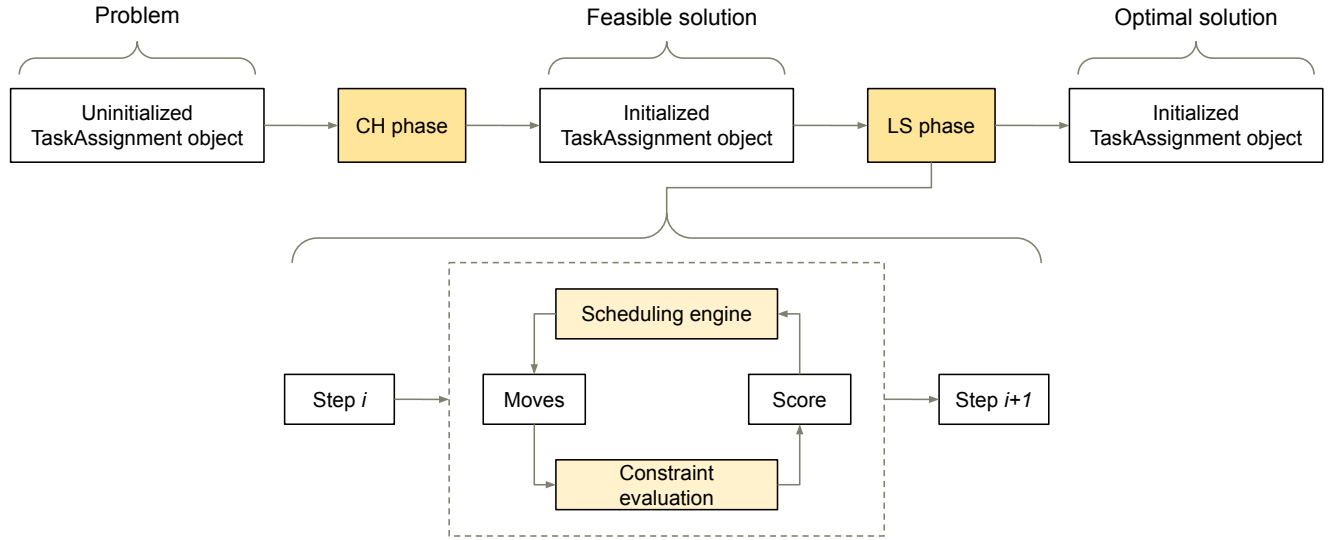 Problem
Feasible solution
Optimal solution
Uninitialized
TaskAssignment object
CH phase
Initialized
TaskAssignment object
LS phase
Initialized
TaskAssignment object
Scheduling engine
Step i
Moves
Score
Step i+1
Constraint
evaluation